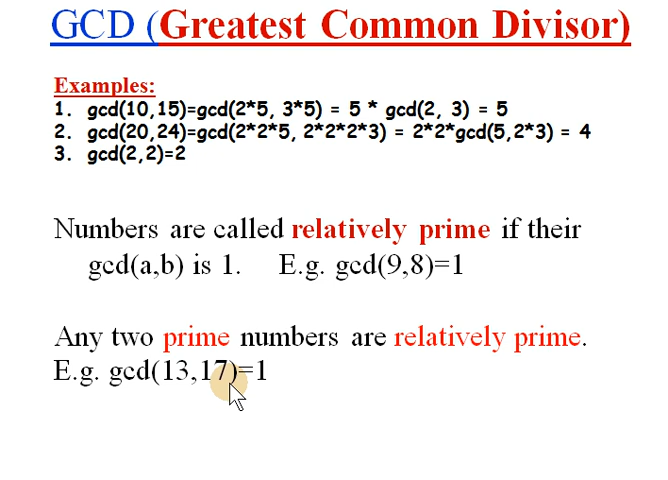 GCD (Greatest Common Divisor)
Examples:
1. gcd(10,15)=gcd(2*5, 3*5) = 5 * gcd(2, 3) = 5
2. gcd(20,24)=gcd(2*2*5, 2*2*2*3) = 2*2*gcd(5,2*3) = 4
3. gcd(2,2)=2
Numbers are called relatively prime if their
gcd(a,b) is 1. E.g. gcd(9,8)=1
Any two prime numbers are relatively prime.
E.g. gcd(13,17)=1